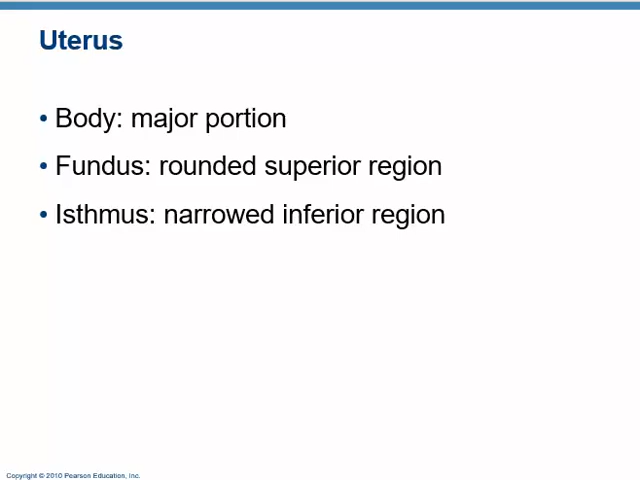 Uterus
• Body: major portion
• Fundus: rounded superior region
• Isthmus: narrowed inferior region
Copyright © 2010 Pearson Education, Inc.